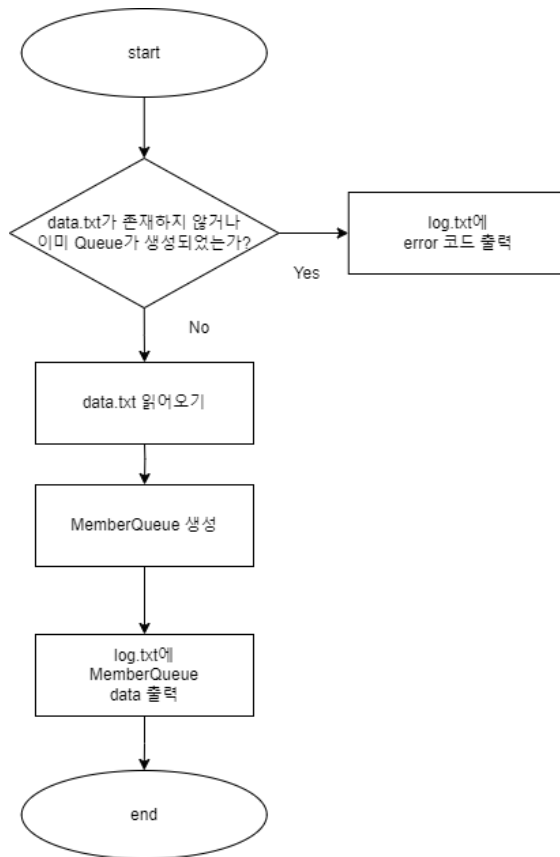 start
data.txt가 존재하지 않거나
이미 Queue가 생성되었는가?
log.txt에
error 코드 출력
Yes
No
data.txt 읽어오기
MemberQueue 생성
log.txt에
MemberQueue
data 출력
end